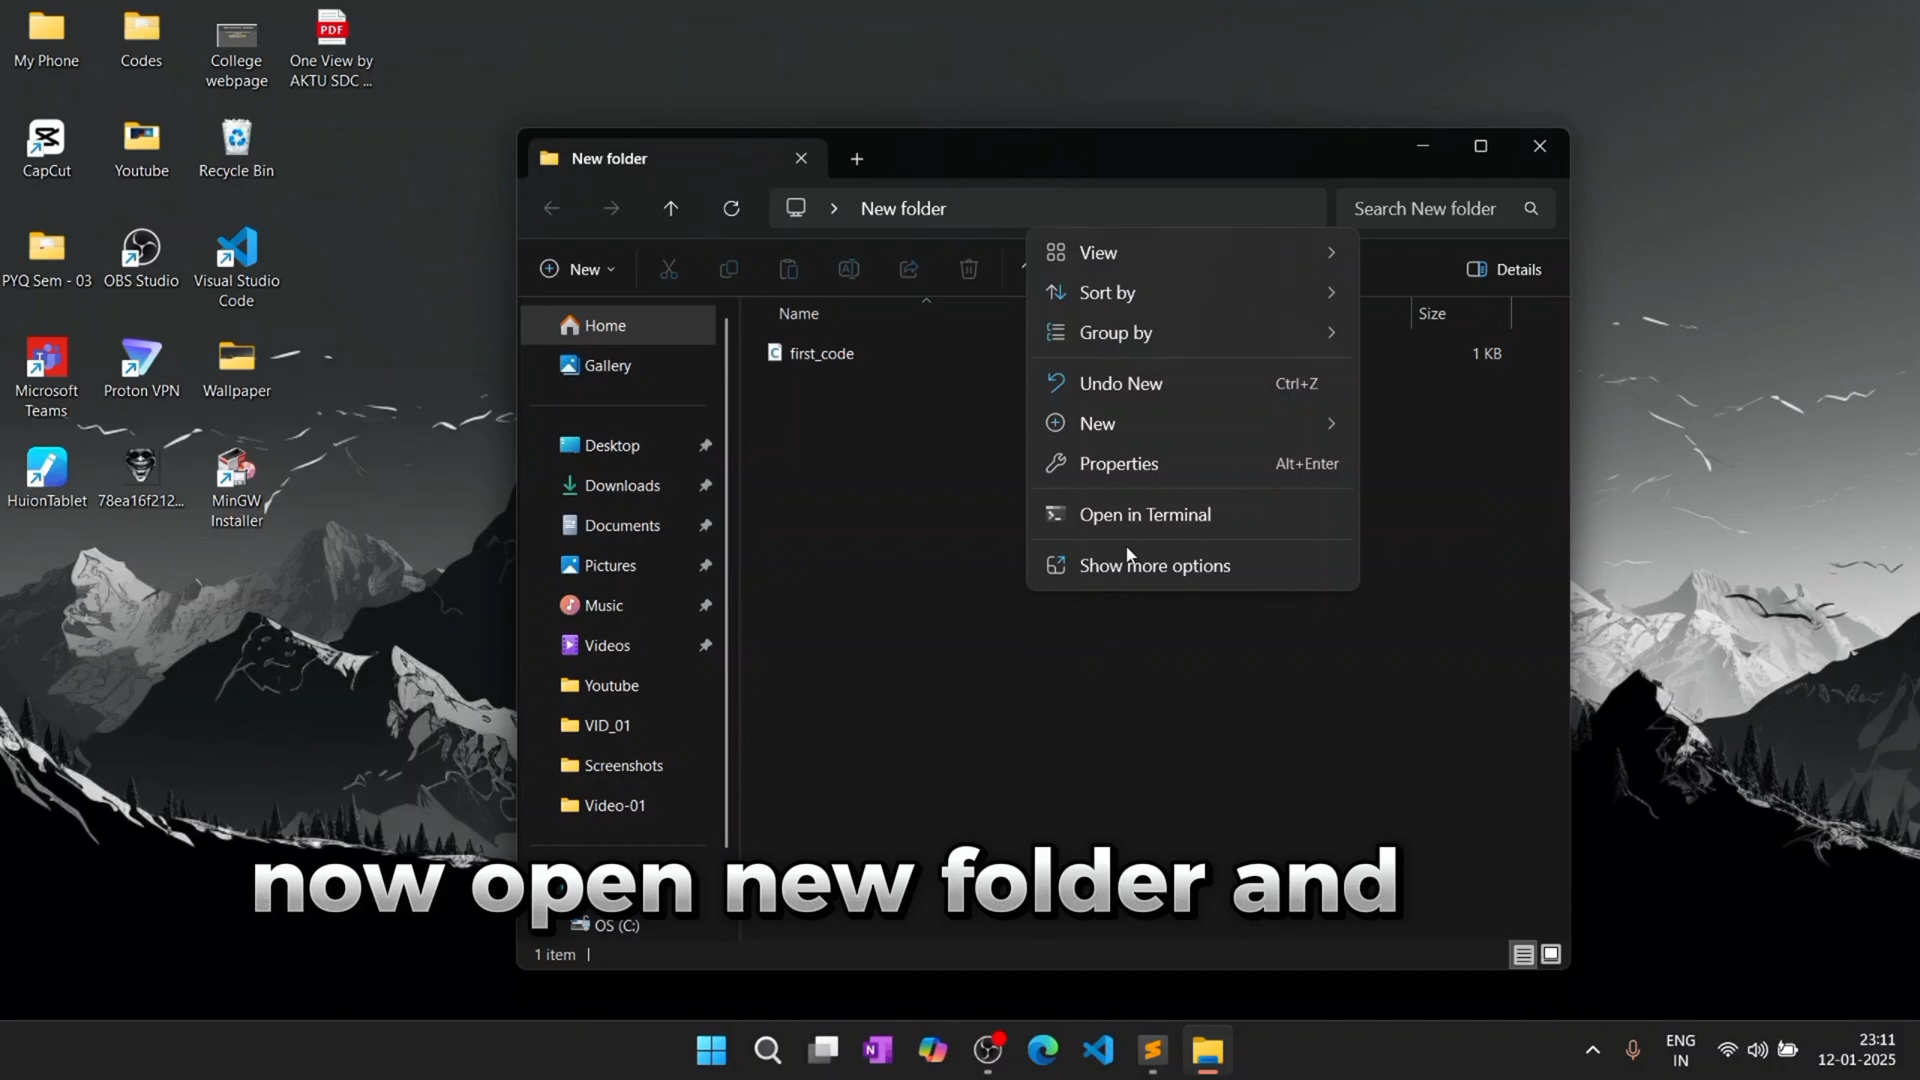 My Phone
Codes
College
webpage
One View by
AKTU SDC ...
PDF
CapCut
Youtube
Recycle Bin
PYQ Sem - 03
OBS Studio
Visual Studio
Code
Microsoft
Teams
Proton VPN
Wallpaper
HuionTablet
78ea16f212...
MinGW
Installer
New folder
New folder
Search New folder
New
Details
Name
Size
first_code
1 KB
Home
Gallery
Desktop
Downloads
Documents
Pictures
Music
Videos
Youtube
VID_01
Screenshots
Video-01
OS (C:)
1 item
View
Sort by
Group by
Undo New
Ctrl+Z
New
Properties
Alt+Enter
Open in Terminal
Show more options
now open new folder and
ENG
IN
23:11
12-01-2025